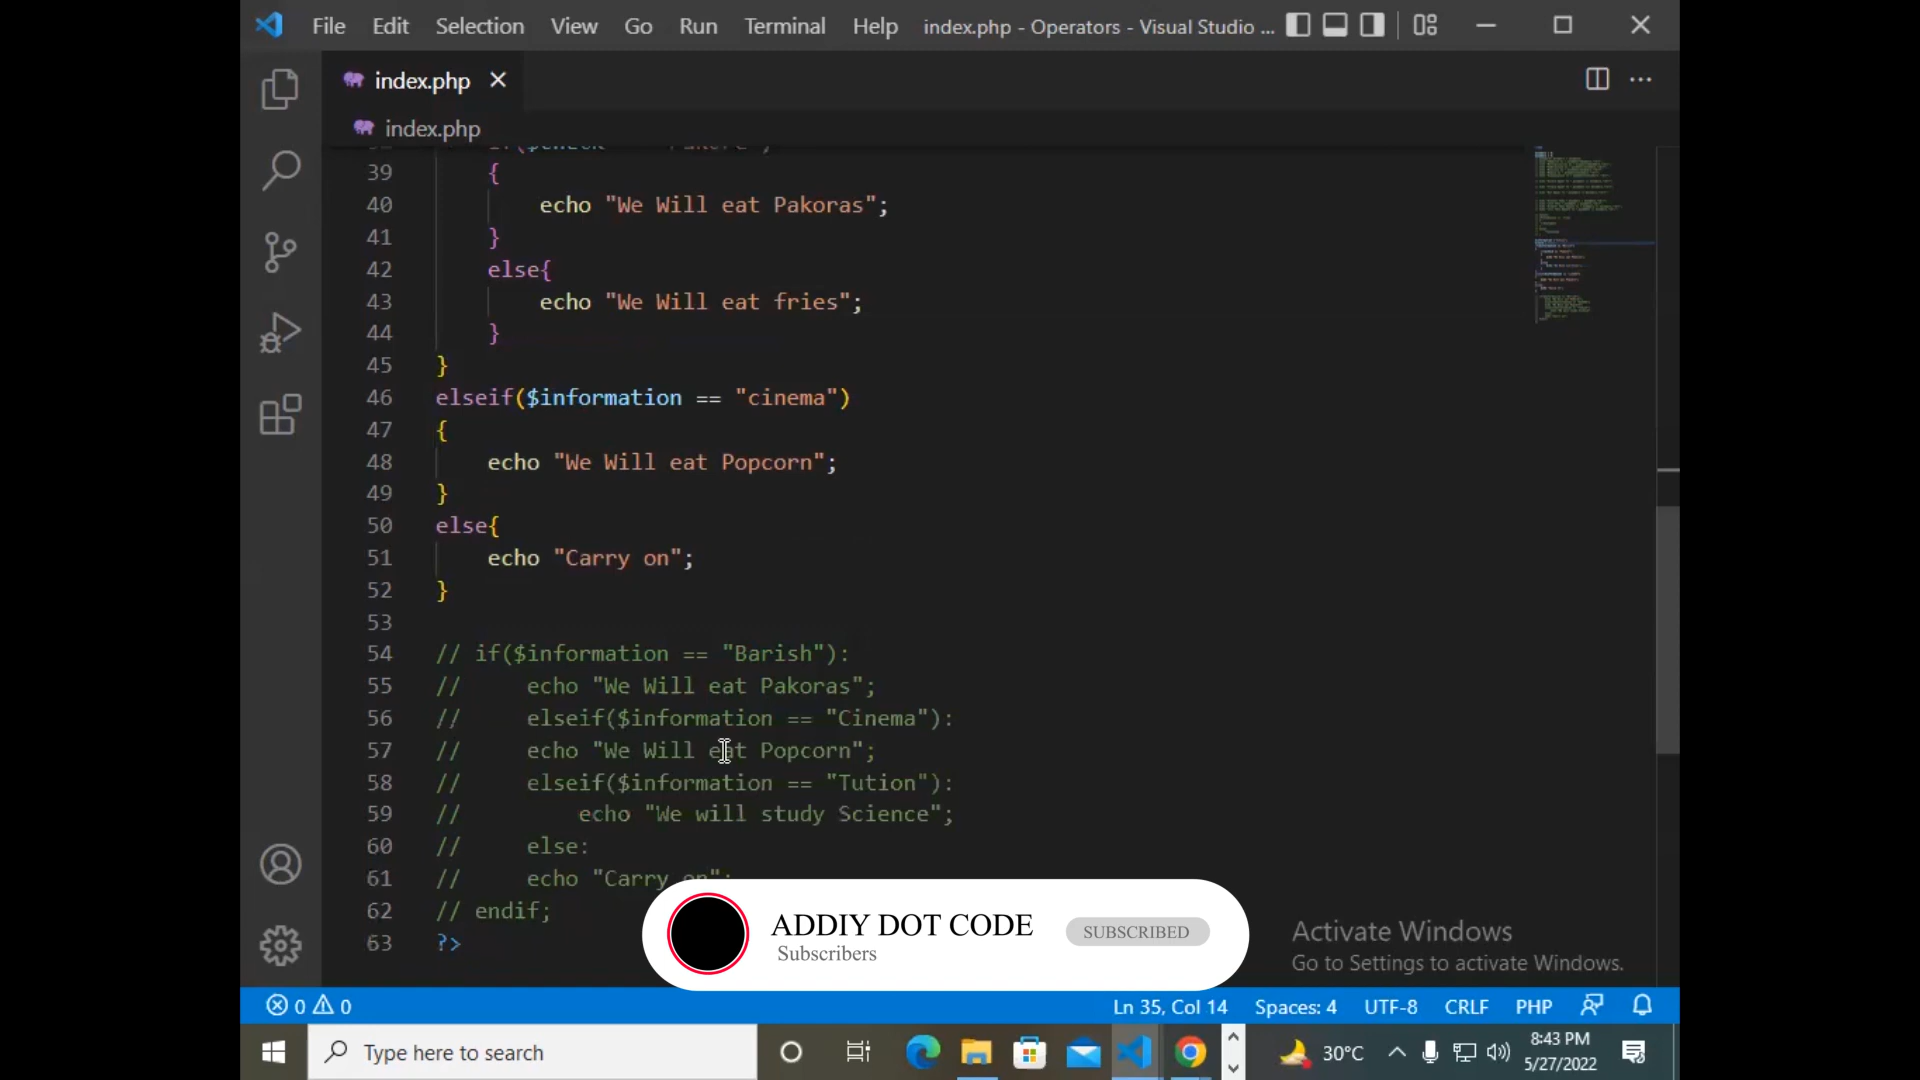 File Edit Selection View Go Run Terminal Help index.php - Operators - Visual Studio ...
index.php
index.php
39 {
40 echo "We Will eat Pakoras";
41 }
42 else{
43 echo "We Will eat fries";
44 }
45 }
46 elseif($information == "cinema")
47 {
48 echo "We Will eat Popcorn";
49 }
50 else{
51 echo "Carry on";
52 }
53
54 // if($information == "Barish"):
55 // echo "We Will eat Pakoras";
56 // elseif($information == "Cinema"):
57 // echo "We Will eat Popcorn";
58 // elseif($information == "Tution"):
59 // echo "We will study Science";
60 // else:
61 // echo "Carry on";
62 // endif;
63 ?>
ADDIY DOT CODE
Subscribers
SUBSCRIBED
Activate Windows
Go to Settings to activate Windows.
0 0 Ln 35, Col 14 Spaces: 4 UTF-8 CRLF PHP
Type here to search
30°C
8:43 PM
5/27/2022